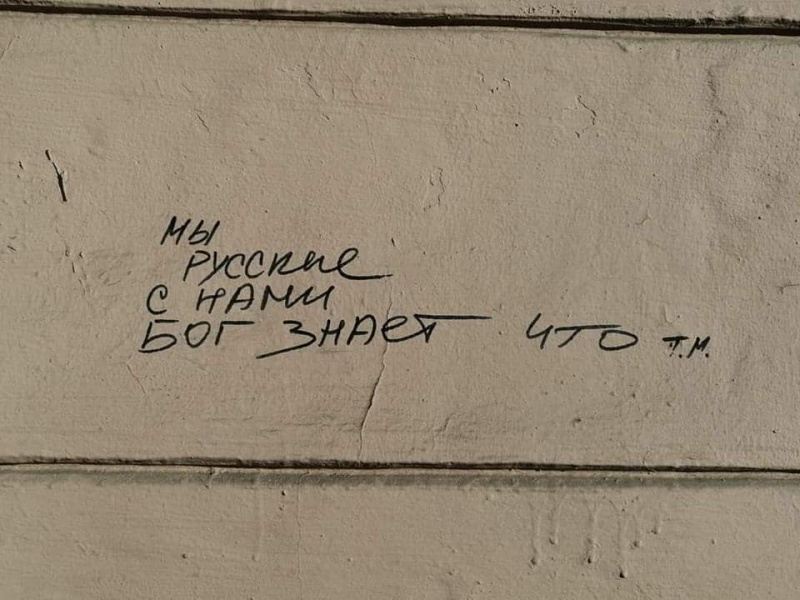 мы
русские
с нами
Бог знает что т.м.